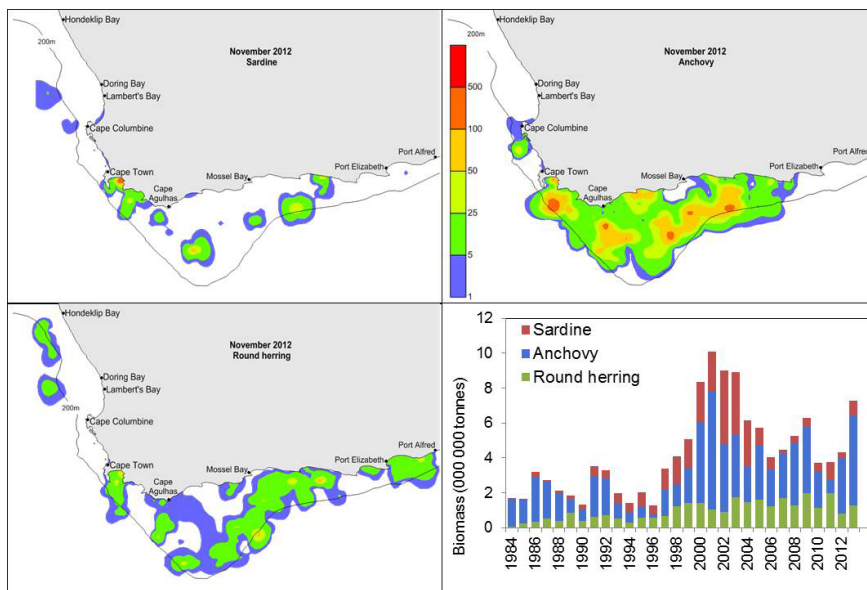 Hondeklip Bay
200m
November 2012
Sardine
Doring Bay
Lambert's Bay
Cape Columbine
Cape Town
Cape
Agulhas
Mossel Bay
Port Elizabeth
Port Alfred
Hondeklip Bay
200m
November 2012
Anchovy
500
100
50
25
5
1
Doring Bay
Lambert's Bay
Cape Columbine
Cape Town
Cape
Agulhas
Mossel Bay
Port Elizabeth
Port Alfred
Hondeklip Bay
November 2012
Round herring
Doring Bay
Lambert's Bay
200m
Cape Columbine
Cape Town
Cape
Agulhas
Mossel Bay
Port Elizabeth
Port Alfred
Biomass (000 000 tonnes)
12
10
8
6
4
2
0
Sardine
Anchovy
Round herring
1984
1986
1988
1990
1992
1994
1996
1998
2000
2002
2004
2006
2008
2010
2012